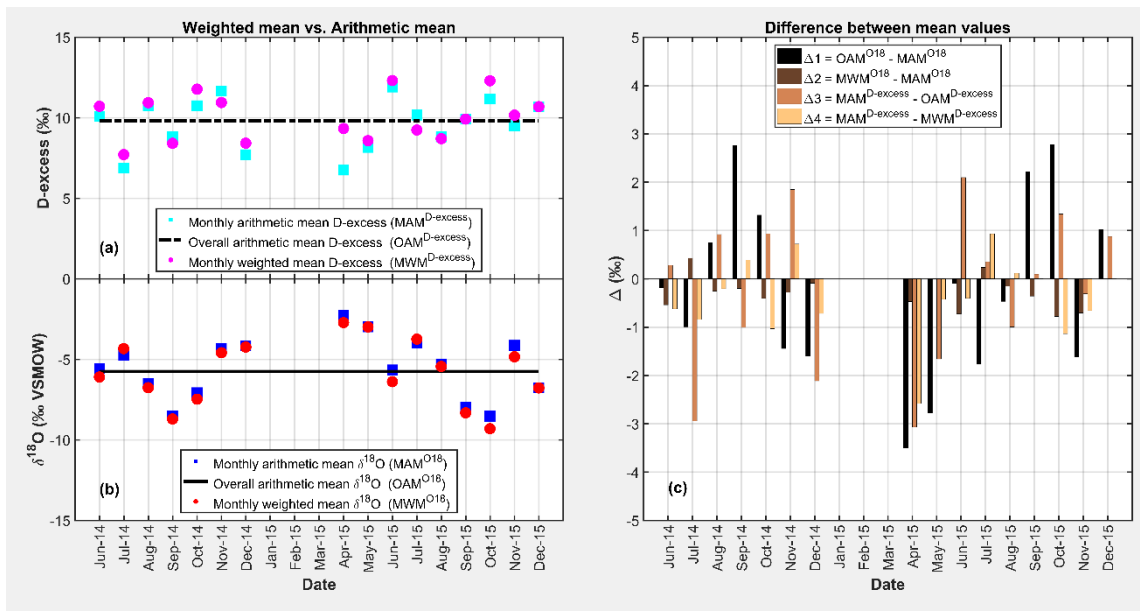 Weighted mean vs. Arithmetic mean
15
10
5
0
-5
-10
-15
D-excess (‰)
δ18O (‰ VSMOW)
Monthly arithmetic mean D-excess (MAM^D-excess)
Overall arithmetic mean D-excess (OAM^D-excess)
Monthly weighted mean D-excess (MWM^D-excess)
(a)
Monthly arithmetic mean δ18O (MAM^O18)
Overall arithmetic mean δ18O (OAM^O18)
Monthly weighted mean δ18O (MWM^O18)
(b)
Jun-14
Jul-14
Aug-14
Sep-14
Oct-14
Nov-14
Dec-14
Jan-15
Feb-15
Mar-15
Apr-15
May-15
Jun-15
Jul-15
Aug-15
Sep-15
Oct-15
Nov-15
Dec-15
Date
Difference between mean values
5
4
3
2
1
0
-1
-2
-3
-4
-5
Δ (‰)
Δ1 = OAM^O18 - MAM^O18
Δ2 = MWM^O18 - MAM^O18
Δ3 = MAM^D-excess - OAM^D-excess
Δ4 = MAM^D-excess - MWM^D-excess
(c)
Jun-14
Jul-14
Aug-14
Sep-14
Oct-14
Nov-14
Dec-14
Jan-15
Feb-15
Mar-15
Apr-15
May-15
Jun-15
Jul-15
Aug-15
Sep-15
Oct-15
Nov-15
Dec-15
Date